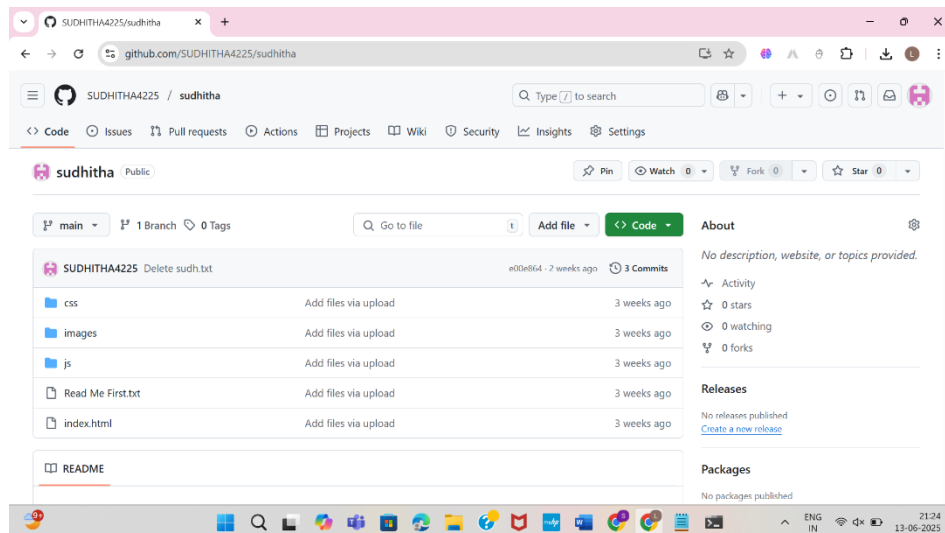 SUDHITHA4225/sudhitha
github.com/SUDHITHA4225/sudhitha
L
SUDHITHA4225 / sudhitha
Type / to search
Code Issues Pull requests Actions Projects Wiki Security Insights Settings
sudhitha Public
Pin Watch 0 Fork 0 Star 0
main 1 Branch 0 Tags
Go to file t
Add file <> Code
About
No description, website, or topics provided.
SUDHITHA4225 Delete sudh.txt e00e864 · 2 weeks ago 3 Commits
Activity
css Add files via upload 3 weeks ago
0 stars
images Add files via upload 3 weeks ago
0 watching
0 forks
js Add files via upload 3 weeks ago
Read Me First.txt Add files via upload 3 weeks ago
Releases
index.html Add files via upload 3 weeks ago
No releases published
Create a new release
README
Packages
No packages published
9+
ENG
IN
21:24
13-06-2025